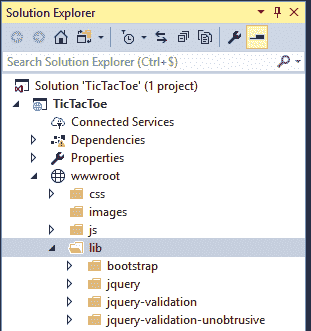 Solution Explorer
Search Solution Explorer (Ctrl+$)
Solution 'TicTacToe' (1 project)
TicTacToe
Connected Services
Dependencies
Properties
wwwroot
css
images
js
lib
bootstrap
jquery
jquery-validation
jquery-validation-unobtrusive